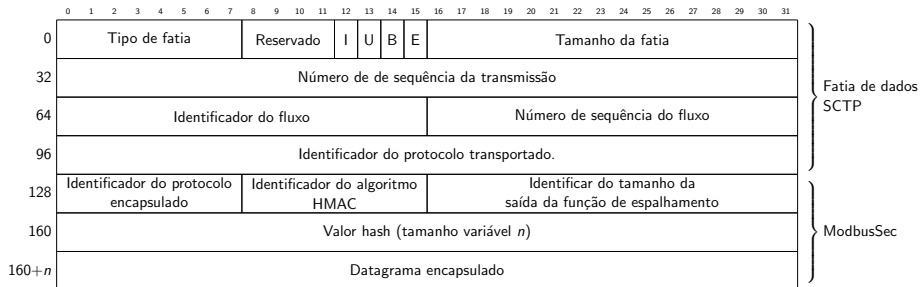 0 1 2 3 4 5 6 7 8 9 10 11 12 13 14 15 16 17 18 19 20 21 22 23 24 25 26 27 28 29 30 31
0 Tipo de fatia Reservado I U B E Tamanho da fatia
32 Número de de sequência da transmissão
64 Identificador do fluxo Número de sequência do fluxo
96 Identificador do protocolo transportado.
Fatia de dados
SCTP
128 Identificador do protocolo
encapsulado
Identificador do algoritmo
HMAC
Identificar do tamanho da
saída da função de espalhamento
160 Valor hash (tamanho variável n)
160+n Datagrama encapsulado
ModbusSec